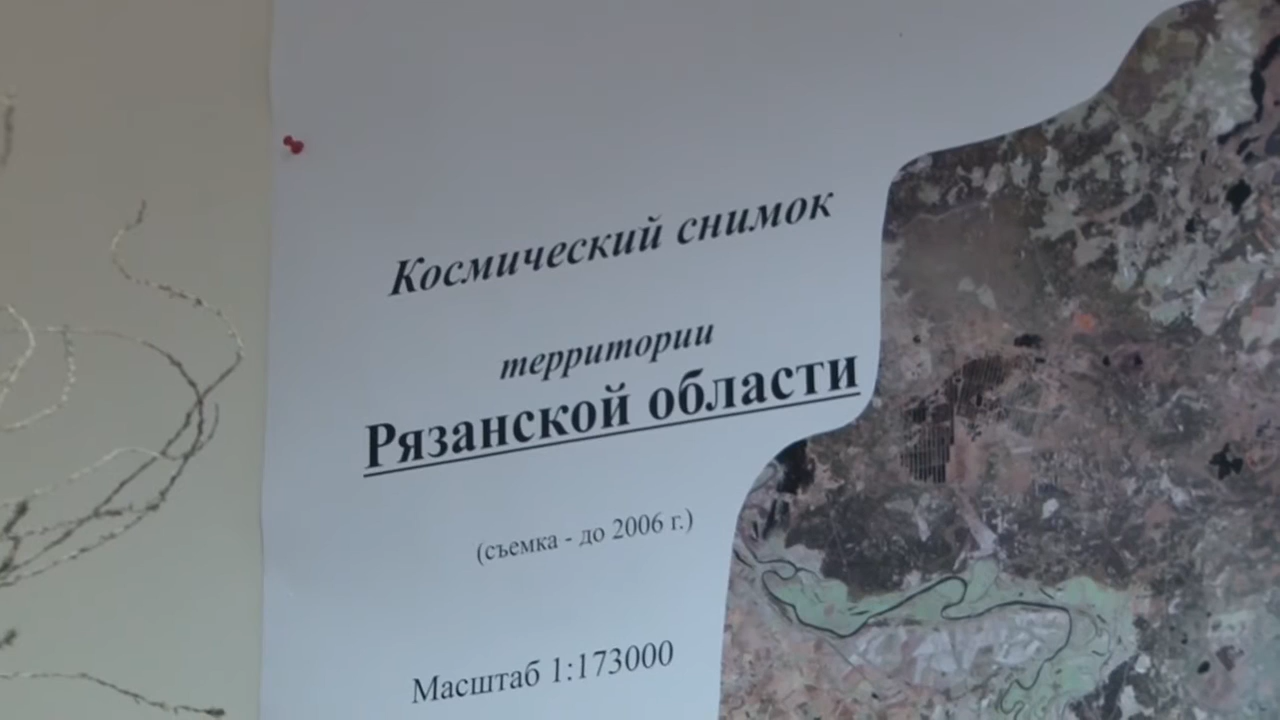 Космический снимок
территории
Рязанской области
(съемка - до 2006 г.)
Масштаб 1:173000